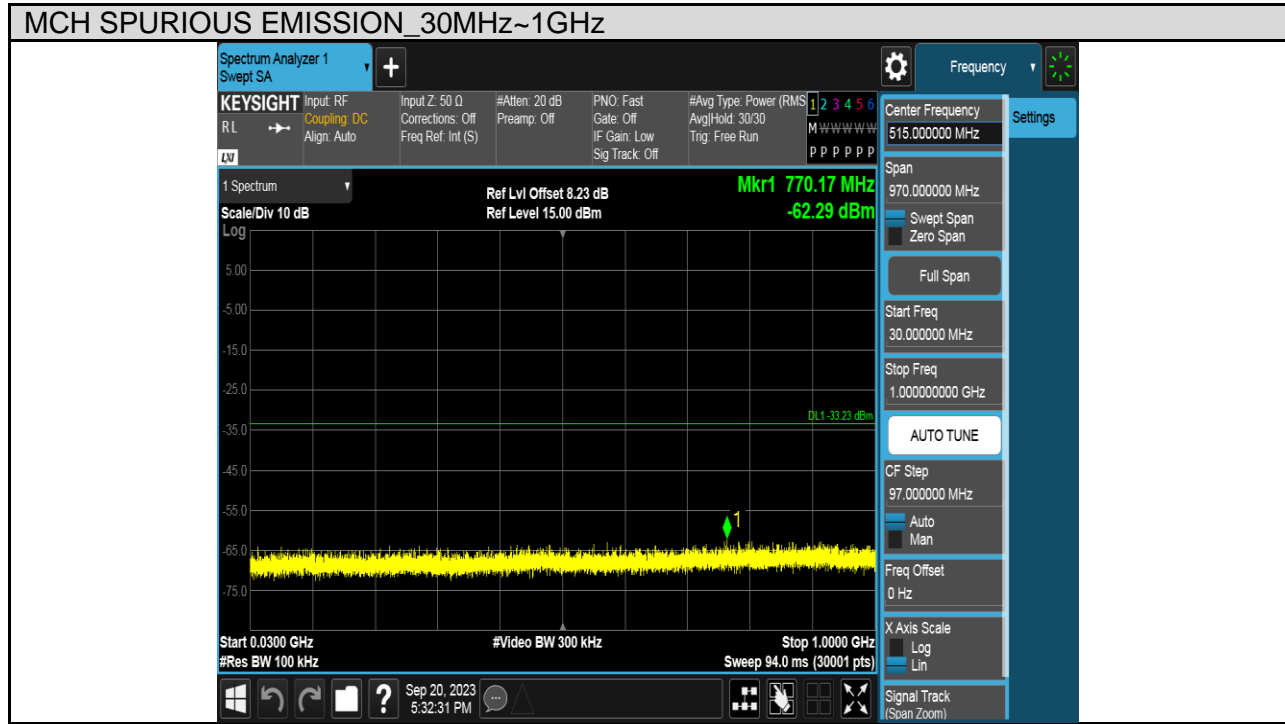 MCH SPURIOUS EMISSION_30MHz~1GHz
Spectrum Analyzer 1
Swept SA
+
Frequency
KEYSIGHT
RL
LXI
Input: RF
Coupling: DC
Align: Auto
Input Z: 50 Ω
Corrections: Off
Freq Ref: Int (S)
#Atten: 20 dB
Preamp: Off
PNO: Fast
Gate: Off
IF Gain: Low
Sig Track: Off
#Avg Type: Power (RMS
Avg|Hold: 30/30
Trig: Free Run
1 2 3 4 5 6
M W W W W W
P P P P P P
1 Spectrum
Scale/Div 10 dB
Log
Ref Lvl Offset 8.23 dB
Ref Level 15.00 dBm
Mkr1 770.17 MHz
-62.29 dBm
5.00
-5.00
-15.0
-25.0
-35.0
-45.0
-55.0
-65.0
-75.0
DL1 -33.23 dBm
1
Start 0.0300 GHz
#Res BW 100 kHz
#Video BW 300 kHz
Stop 1.0000 GHz
Sweep 94.0 ms (30001 pts)
?
Sep 20, 2023
5:32:31 PM
Center Frequency
515.000000 MHz
Span
970.000000 MHz
Swept Span
Zero Span
Full Span
Start Freq
30.000000 MHz
Stop Freq
1.000000000 GHz
AUTO TUNE
CF Step
97.000000 MHz
Auto
Man
Freq Offset
0 Hz
X Axis Scale
Log
Lin
Signal Track
(Span Zoom)
Settings